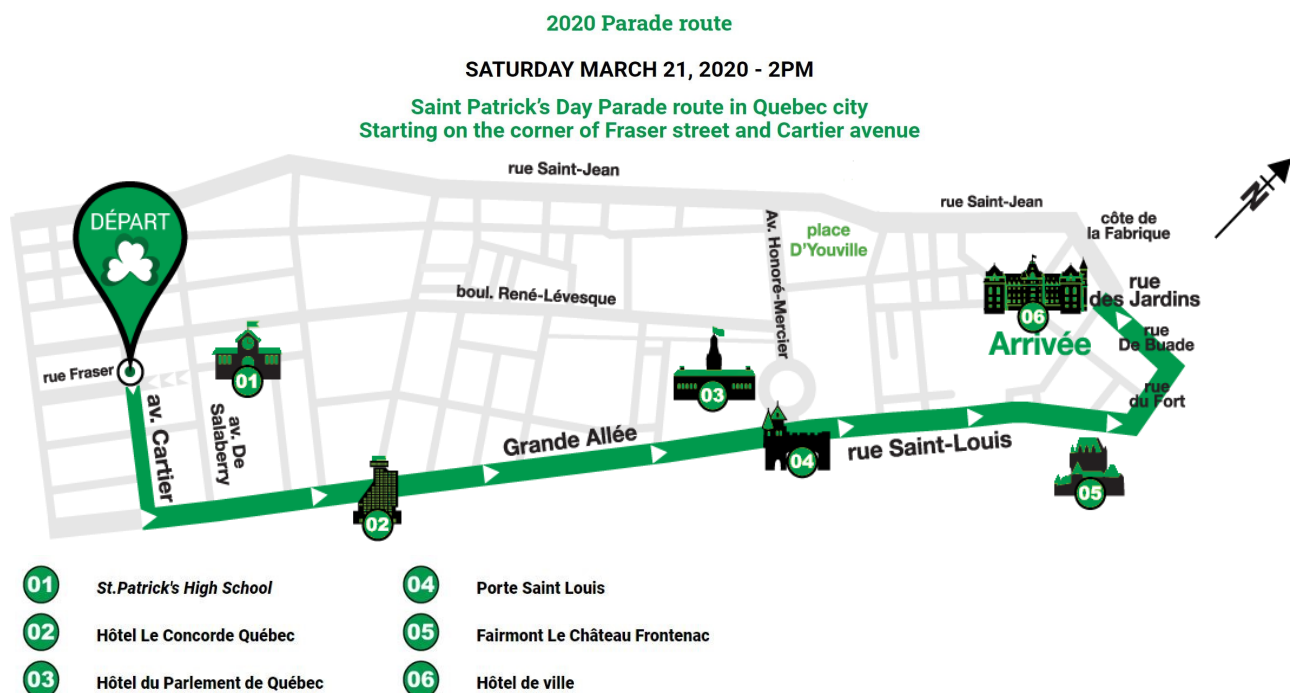 2020 Parade route
SATURDAY MARCH 21, 2020 - 2PM
Saint Patrick's Day Parade route in Quebec city
Starting on the corner of Fraser street and Cartier avenue
rue Saint-Jean
N
DÉPART
rue Saint-Jean
côte de
la Fabrique
Av. Honoré-Mercier
place
D'Youville
boul. René-Lévesque
rue
des Jardins
06
Arrivée
rue
De Buade
rue Fraser
01
03
rue
du Fort
av. Cartier
av. De
Salaberry
Grande Allée
rue Saint-Louis
04
05
02
01 St.Patrick's High School
02 Hôtel Le Concorde Québec
03 Hôtel du Parlement de Québec
04 Porte Saint Louis
05 Fairmont Le Château Frontenac
06 Hôtel de ville